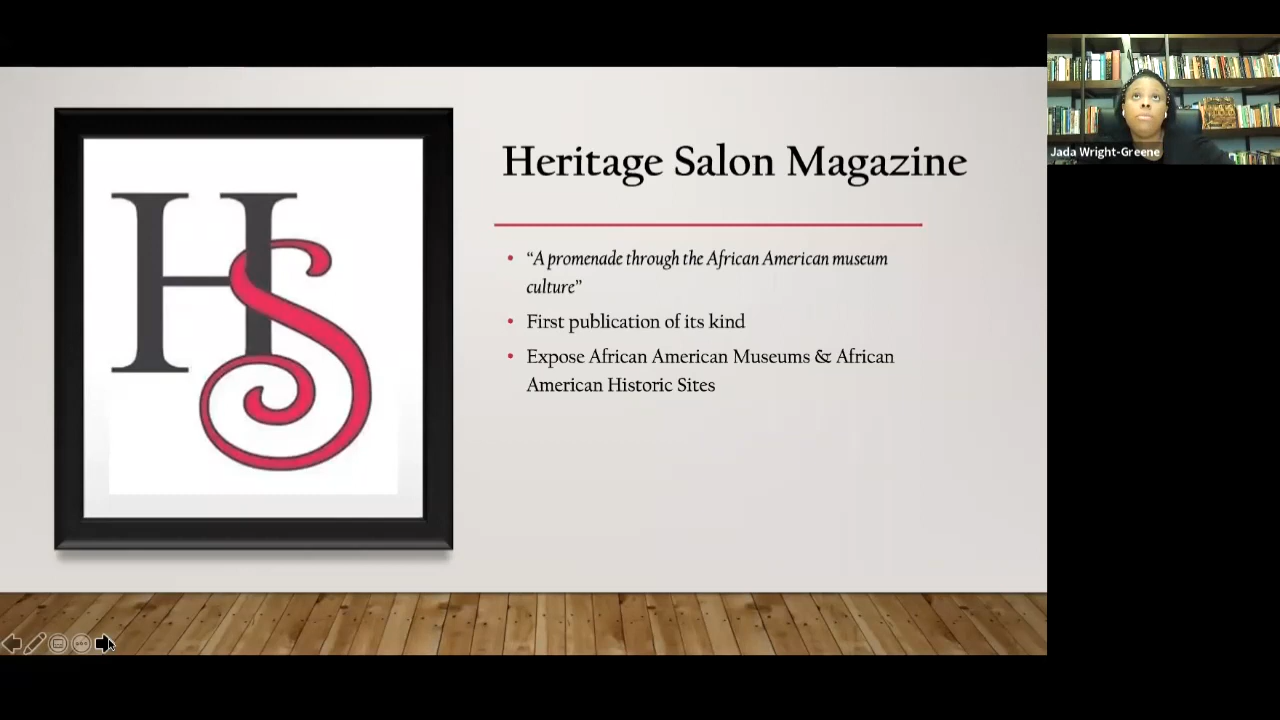 HS
Heritage Salon Magazine
“A promenade through the African American museum
culture”
First publication of its kind
Expose African American Museums & African
American Historic Sites
Jada Wright-Greene